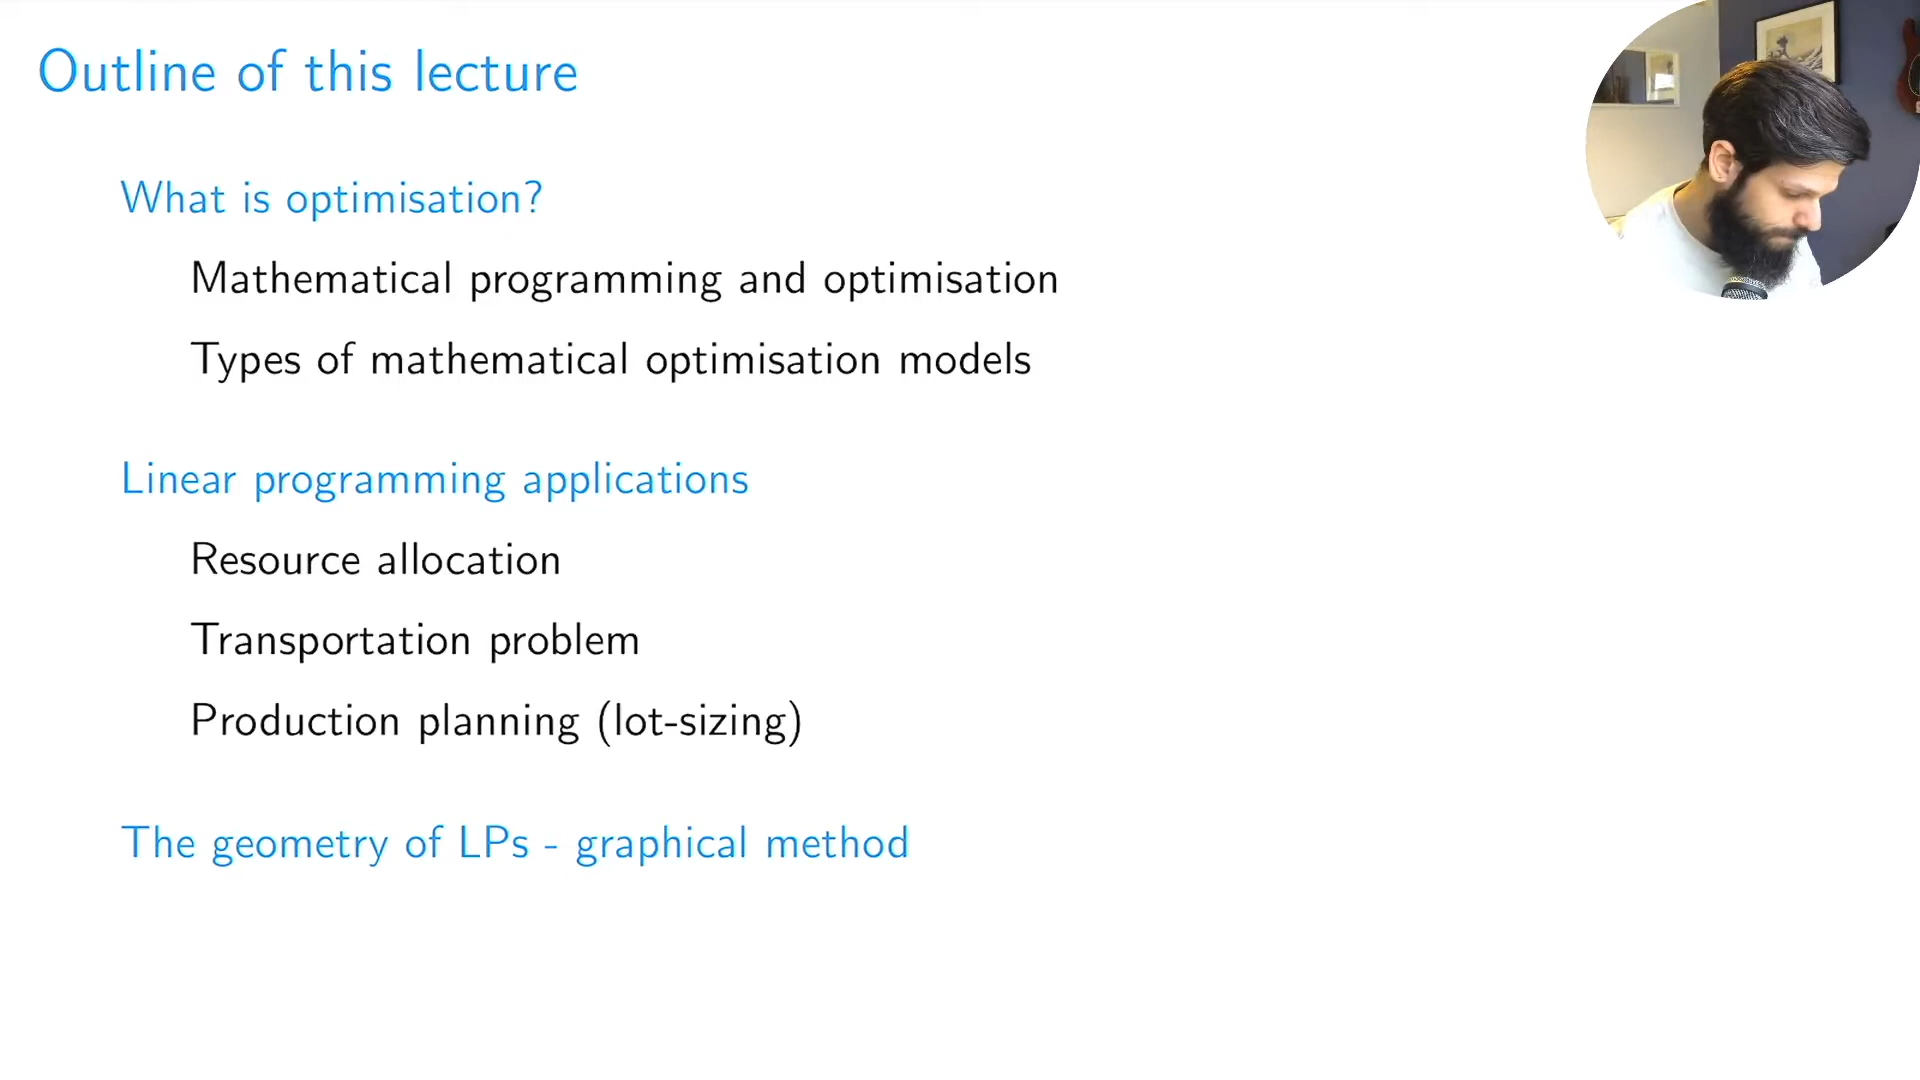 Outline of this lecture
What is optimisation?
Mathematical programming and optimisation
Types of mathematical optimisation models
Linear programming applications
Resource allocation
Transportation problem
Production planning (lot-sizing)
The geometry of LPs - graphical method